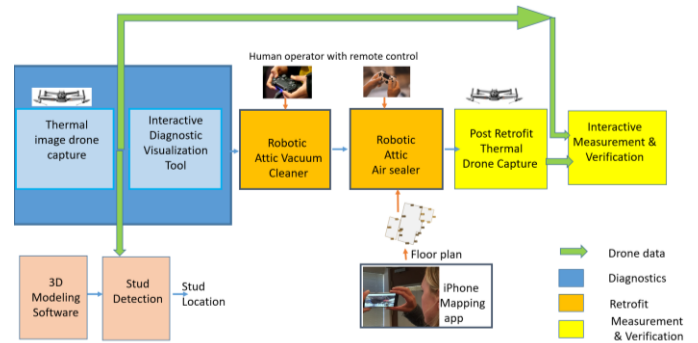 Human operator with remote control
Thermal
image drone
capture
Interactive
Diagnostic
Visualization
Tool
Robotic
Attic Vacuum
Cleaner
Robotic
Attic
Air sealer
Post Retrofit
Thermal
Drone Capture
Interactive
Measurement &
Verification
Floor plan
3D
Modeling
Software
Stud
Detection
Stud
Location
iPhone
Mapping
app
Drone data
Diagnostics
Retrofit
Measurement
& Verification